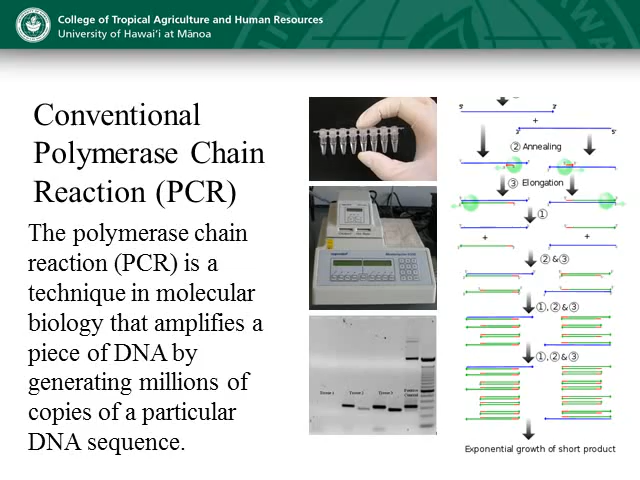 College of Tropical Agriculture and Human Resources
University of Hawai'i at Mānoa
Conventional
Polymerase Chain
Reaction (PCR)
The polymerase chain
reaction (PCR) is a
technique in molecular
biology that amplifies a
piece of DNA by
generating millions of
copies of a particular
DNA sequence.
5'
+
3'
5'
② Annealing
③ Elongation
①
+
+
②&③
①,②&③
①,②&③
Exponential growth of short product